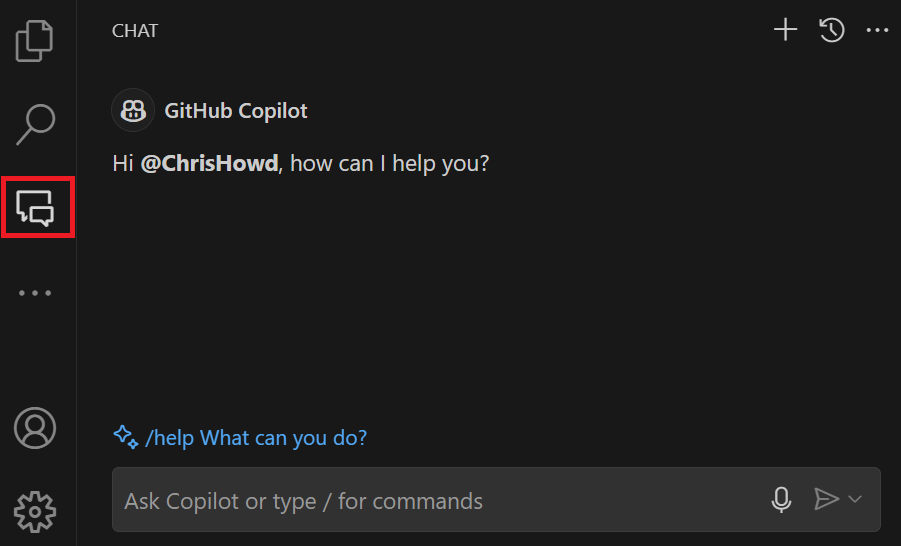 CHAT
GitHub Copilot
Hi @ChrisHowd, how can I help you?
/help What can you do?
Ask Copilot or type / for commands